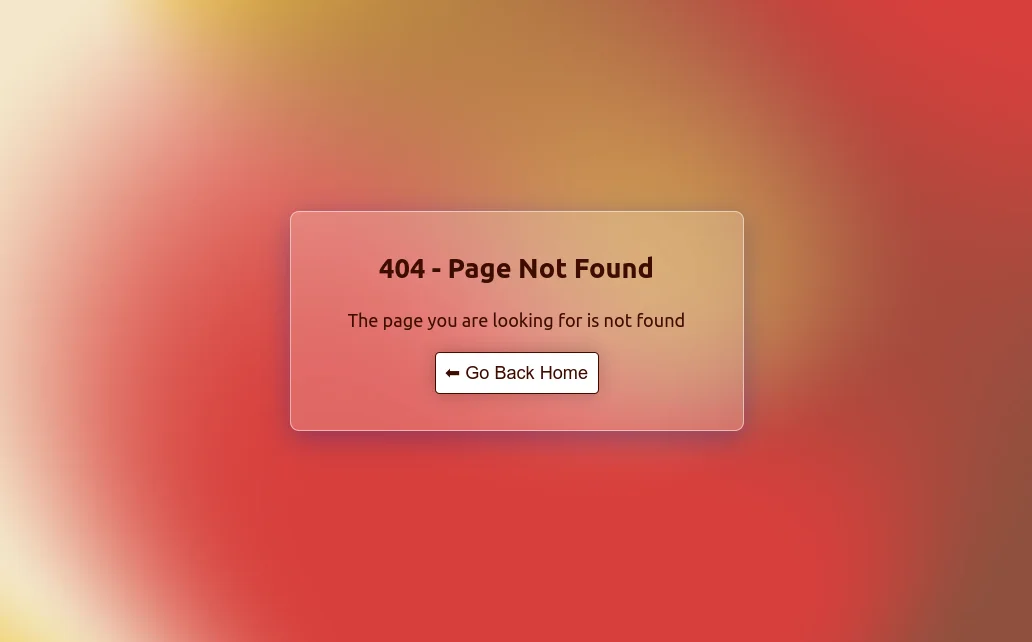 404 - Page Not Found
The page you are looking for is not found
⬅ Go Back Home